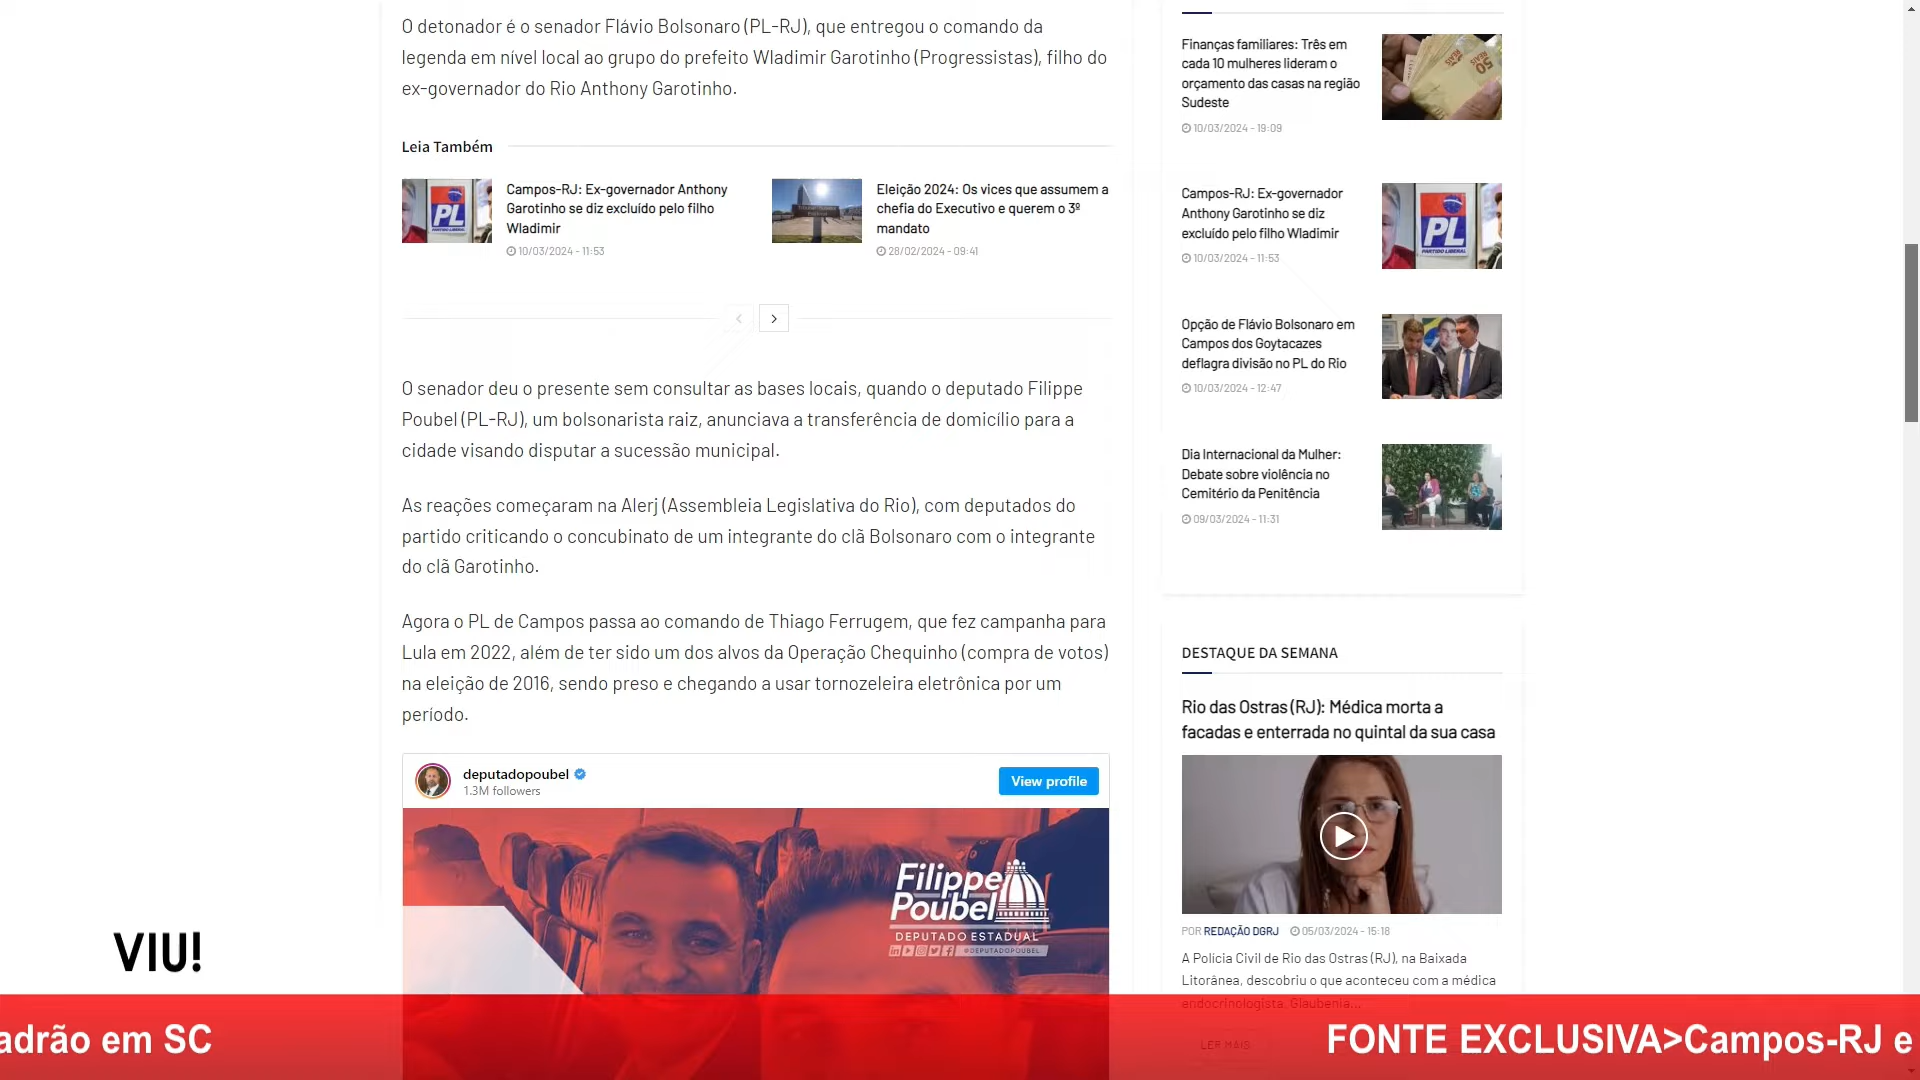 O detonador é o senador Flávio Bolsonaro (PL-RJ), que entregou o comando da
legenda em nível local ao grupo do prefeito Wladimir Garotinho (Progressistas), filho do
ex-governador do Rio Anthony Garotinho.
Leia Também
PL
Campos-RJ: Ex-governador Anthony
Garotinho se diz excluído pelo filho
Wladimir
10/03/2024 - 11:53
Eleição 2024: Os vices que assumem a
chefia do Executivo e querem o 3º
mandato
28/02/2024 - 09:41
O senador deu o presente sem consultar as bases locais, quando o deputado Filippe
Poubel (PL-RJ), um bolsonarista raiz, anunciava a transferência de domicílio para a
cidade visando disputar a sucessão municipal.
As reações começaram na Alerj (Assembleia Legislativa do Rio), com deputados do
partido criticando o concubinato de um integrante do clã Bolsonaro com o integrante
do clã Garotinho.
Agora o PL de Campos passa ao comando de Thiago Ferrugem, que fez campanha para
Lula em 2022, além de ter sido um dos alvos da Operação Chequinho (compra de votos)
na eleição de 2016, sendo preso e chegando a usar tornozeleira eletrônica por um
período.
deputadopoubel
1.3M followers
View profile
Filippe
Poubel
DEPUTADO ESTADUAL
@DEPUTADOPOUBEL
Finanças familiares: Três em
cada 10 mulheres lideram o
orçamento das casas na região
Sudeste
10/03/2024 - 19:09
50
REAIS
Campos-RJ: Ex-governador
Anthony Garotinho se diz
excluído pelo filho Wladimir
10/03/2024 - 11:53
PL
PARTIDO LIBERAL
Opção de Flávio Bolsonaro em
Campos dos Goytacazes
deflagra divisão no PL do Rio
10/03/2024 - 12:47
Dia Internacional da Mulher:
Debate sobre violência no
Cemitério da Penitência
09/03/2024 - 11:31
DESTAQUE DA SEMANA
Rio das Ostras (RJ): Médica morta a
facadas e enterrada no quintal da sua casa
POR REDAÇÃO DGRJ 05/03/2024 - 15:18
A Polícia Civil de Rio das Ostras (RJ), na Baixada
Litorânea, descobriu o que aconteceu com a médica
endocrinologista, Glaubenia...
LER MAIS
VIU!
adrão em SC
FONTE EXCLUSIVA>Campos-RJ e